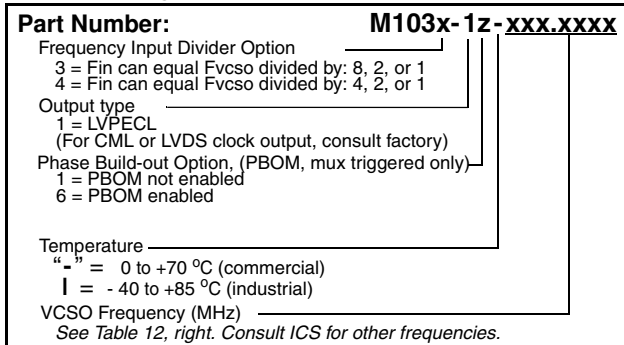 Part Number: M103x-1z-xxx.xxxx
Frequency Input Divider Option
3 = Fin can equal Fvcso divided by: 8, 2, or 1
4 = Fin can equal Fvcso divided by: 4, 2, or 1
Output type
1 = LVPECL
(For CML or LVDS clock output, consult factory)
Phase Build-out Option, (PBOM, mux triggered only)
1 = PBOM not enabled
6 = PBOM enabled
Temperature
“-” = 0 to +70 °C (commercial)
I = - 40 to +85 °C (industrial)
VCSO Frequency (MHz)
See Table 12, right. Consult ICS for other frequencies.